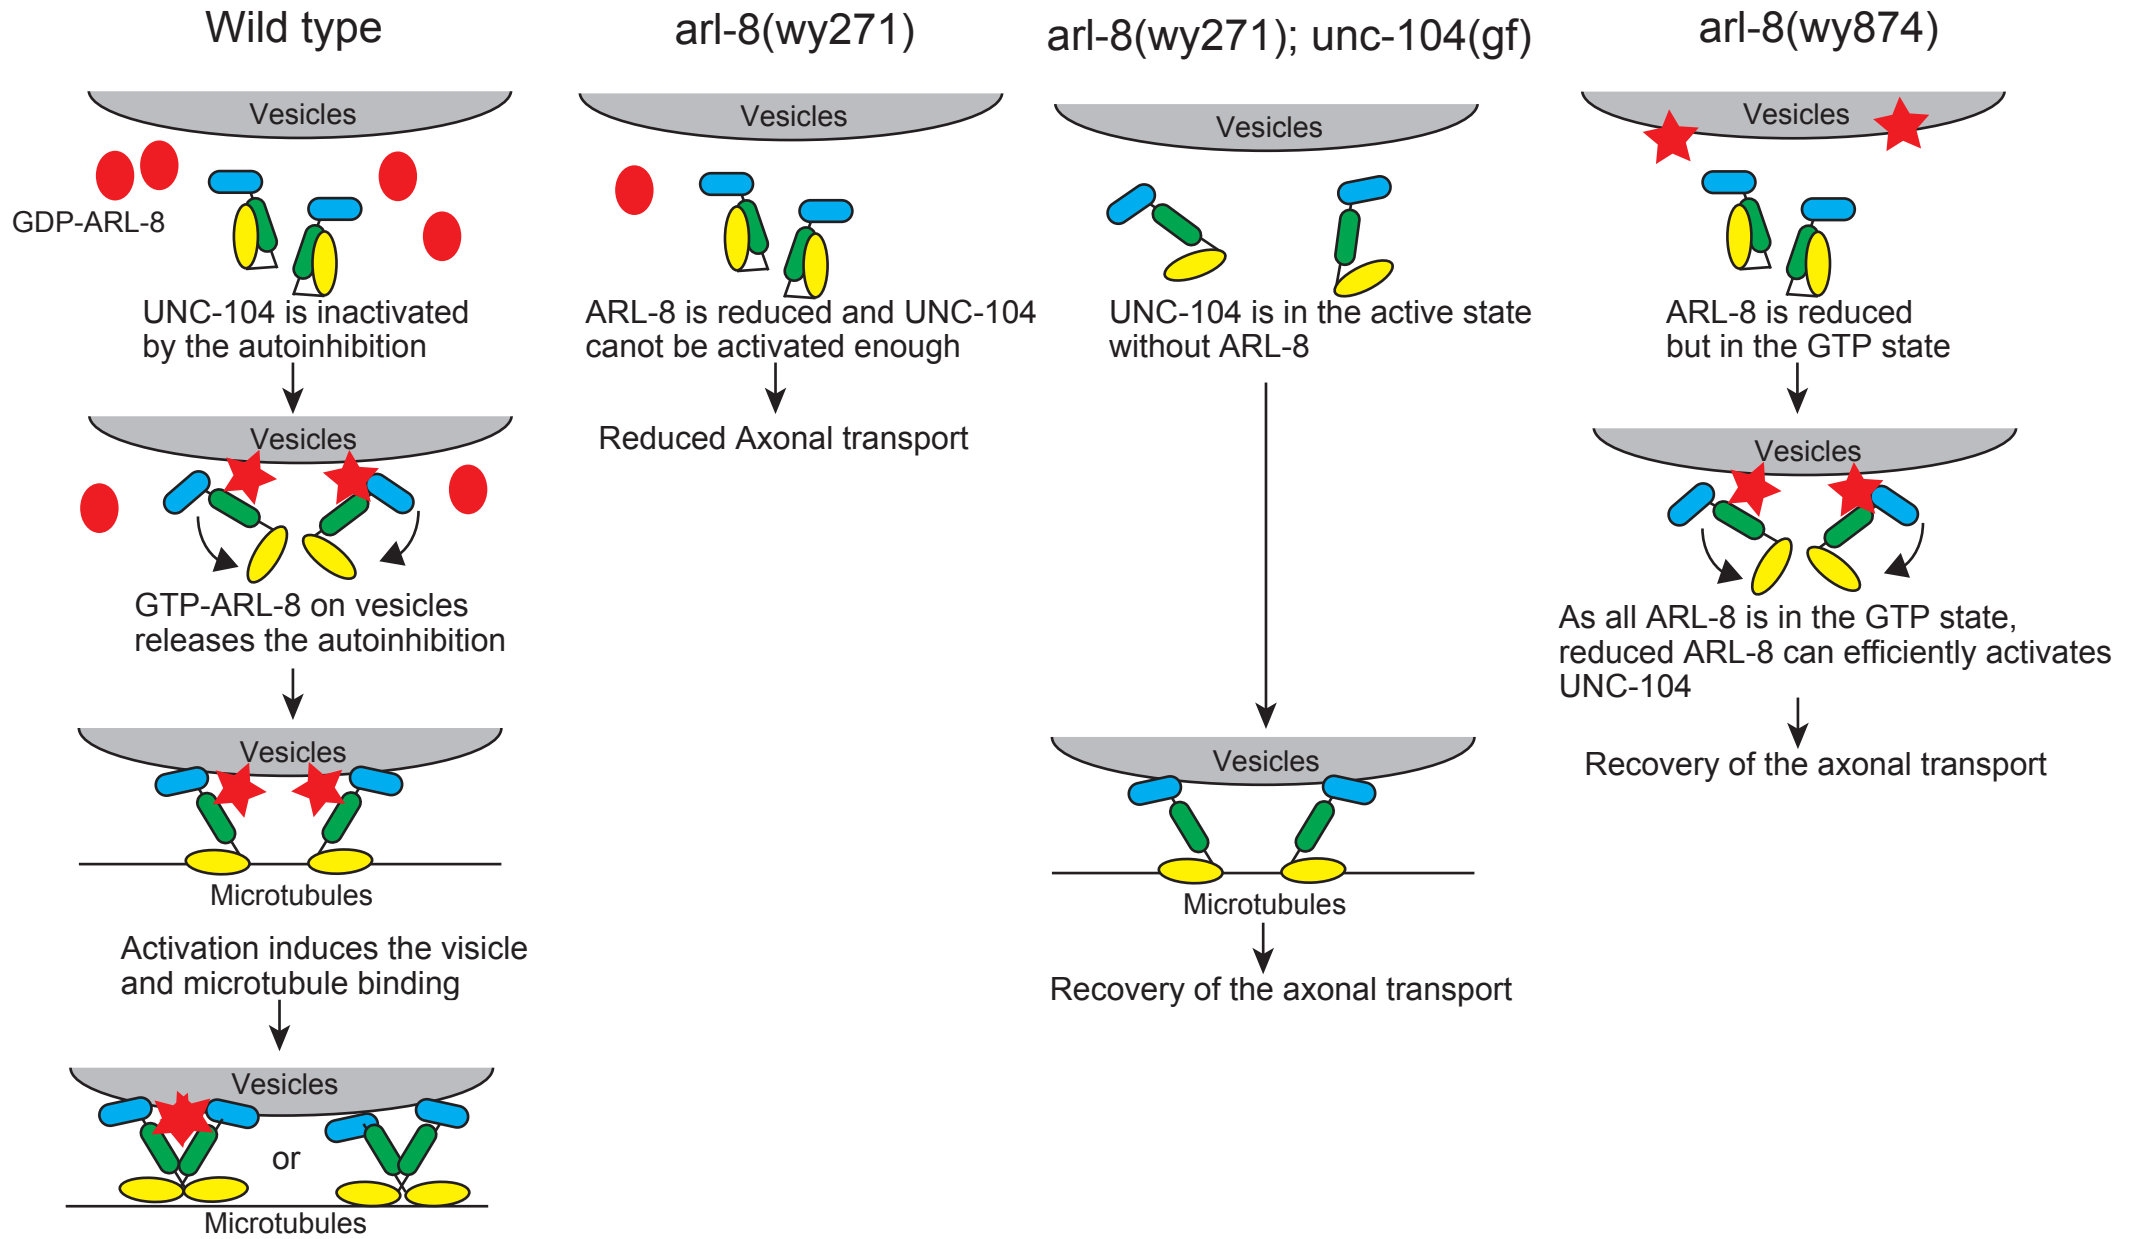 Wild type
Vesicles
GDP-ARL-8
UNC-104 is inactivated
by the autoinhibition
Vesicles
GTP-ARL-8 on vesicles
releases the autoinhibition
Vesicles
Microtubules
Activation induces the visicle
and microtubule binding
Vesicles
or
Microtubules
arl-8(wy271)
Vesicles
ARL-8 is reduced and UNC-104
canot be activated enough
Reduced Axonal transport
arl-8(wy271); unc-104(gf)
Vesicles
UNC-104 is in the active state
without ARL-8
Vesicles
Microtubules
Recovery of the axonal transport
arl-8(wy874)
Vesicles
ARL-8 is reduced
but in the GTP state
Vesicles
As all ARL-8 is in the GTP state,
reduced ARL-8 can efficiently activates
UNC-104
Recovery of the axonal transport